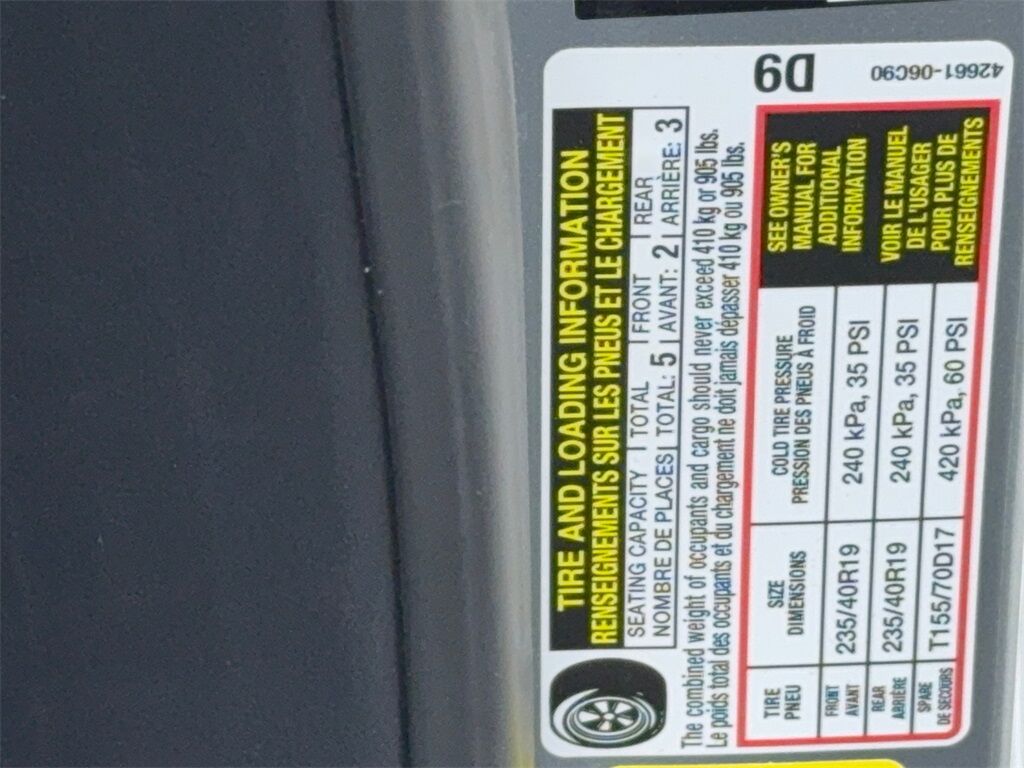 TIRE AND LOADING INFORMATION
RENSEIGNEMENTS SUR LES PNEUS ET LE CHARGEMENT
SEATING CAPACITY | TOTAL | FRONT | REAR
NOMBRE DE PLACES | TOTAL: 5 | AVANT: 2 | ARRIÈRE: 3
The combined weight of occupants and cargo should never exceed 410 kg or 905 lbs.
Le poids total des occupants et du chargement ne doit jamais dépasser 410 kg ou 905 lbs.
TIRE SIZE COLD TIRE PRESSURE
PNEU DIMENSIONS PRESSION DES PNEUS À FROID
FRONT
AVANT 235/40R19 240 kPa, 35 PSI
REAR
ARRIÈRE 235/40R19 240 kPa, 35 PSI
SPARE
DE SECOURS T155/70D17 420 kPa, 60 PSI
SEE OWNER'S
MANUAL FOR
ADDITIONAL
INFORMATION
VOIR LE MANUEL
DE L'USAGER
POUR PLUS DE
RENSEIGNEMENTS
D9
42661-06C90